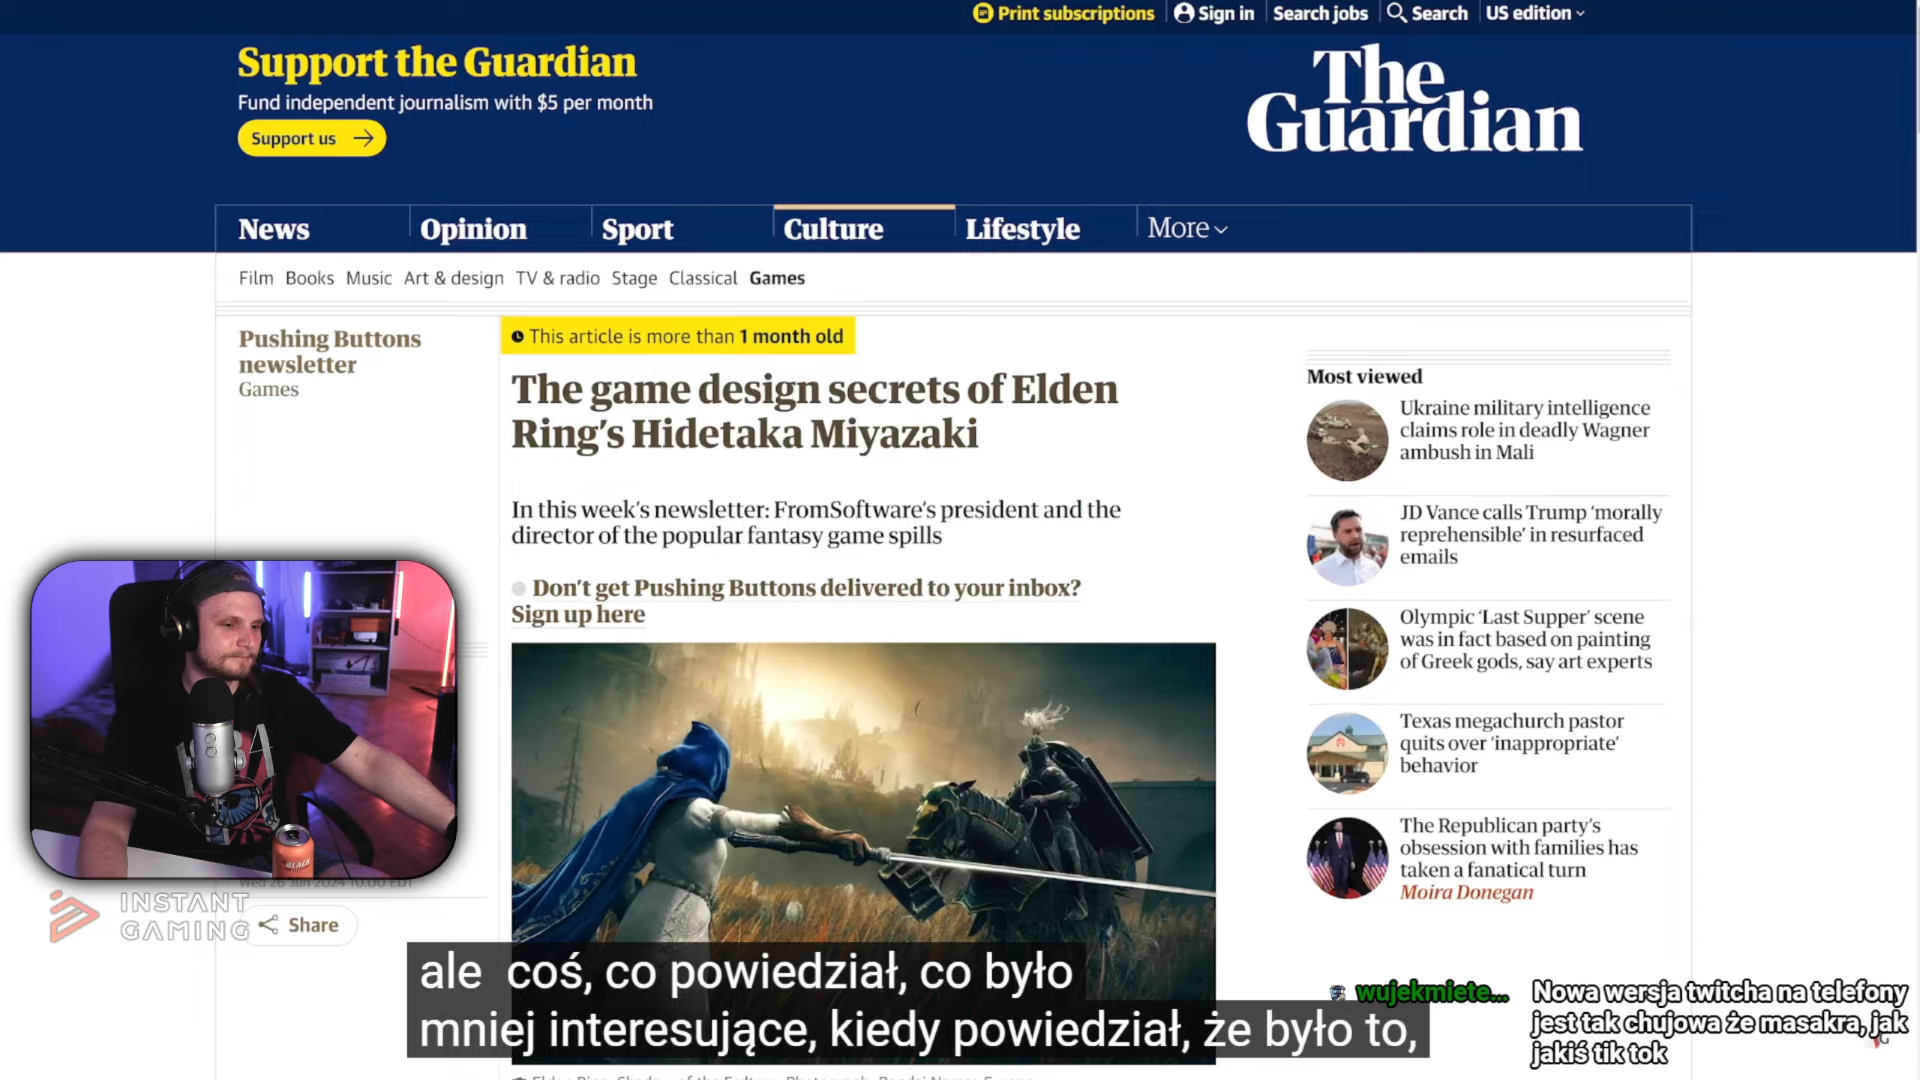 Print subscriptions
Sign in
Search jobs
Search
US edition
Support the Guardian
Fund independent journalism with $5 per month
Support us
The
Guardian
News
Opinion
Sport
Culture
Lifestyle
More
Film Books Music Art & design TV & radio Stage Classical Games
Pushing Buttons
newsletter
Games
This article is more than 1 month old
The game design secrets of Elden
Ring's Hidetaka Miyazaki
In this week's newsletter: FromSoftware's president and the
director of the popular fantasy game spills
Don't get Pushing Buttons delivered to your inbox?
Sign up here
Most viewed
Ukraine military intelligence
claims role in deadly Wagner
ambush in Mali
JD Vance calls Trump 'morally
reprehensible' in resurfaced
emails
Olympic 'Last Supper' scene
was in fact based on painting
of Greek gods, say art experts
Texas megachurch pastor
quits over 'inappropriate'
behavior
The Republican party's
obsession with families has
taken a fanatical turn
Moira Donegan
BLACK
Wed 26 Jun 2024 10.00 EDT
INSTANT
GAMING
Share
ale coś, co powiedział, co było
mniej interesujące, kiedy powiedział, że było to,
wujekmiete... Nowa wersja twitcha na telefony
jest tak chujowa że masakra, jak
jakiś tik tok